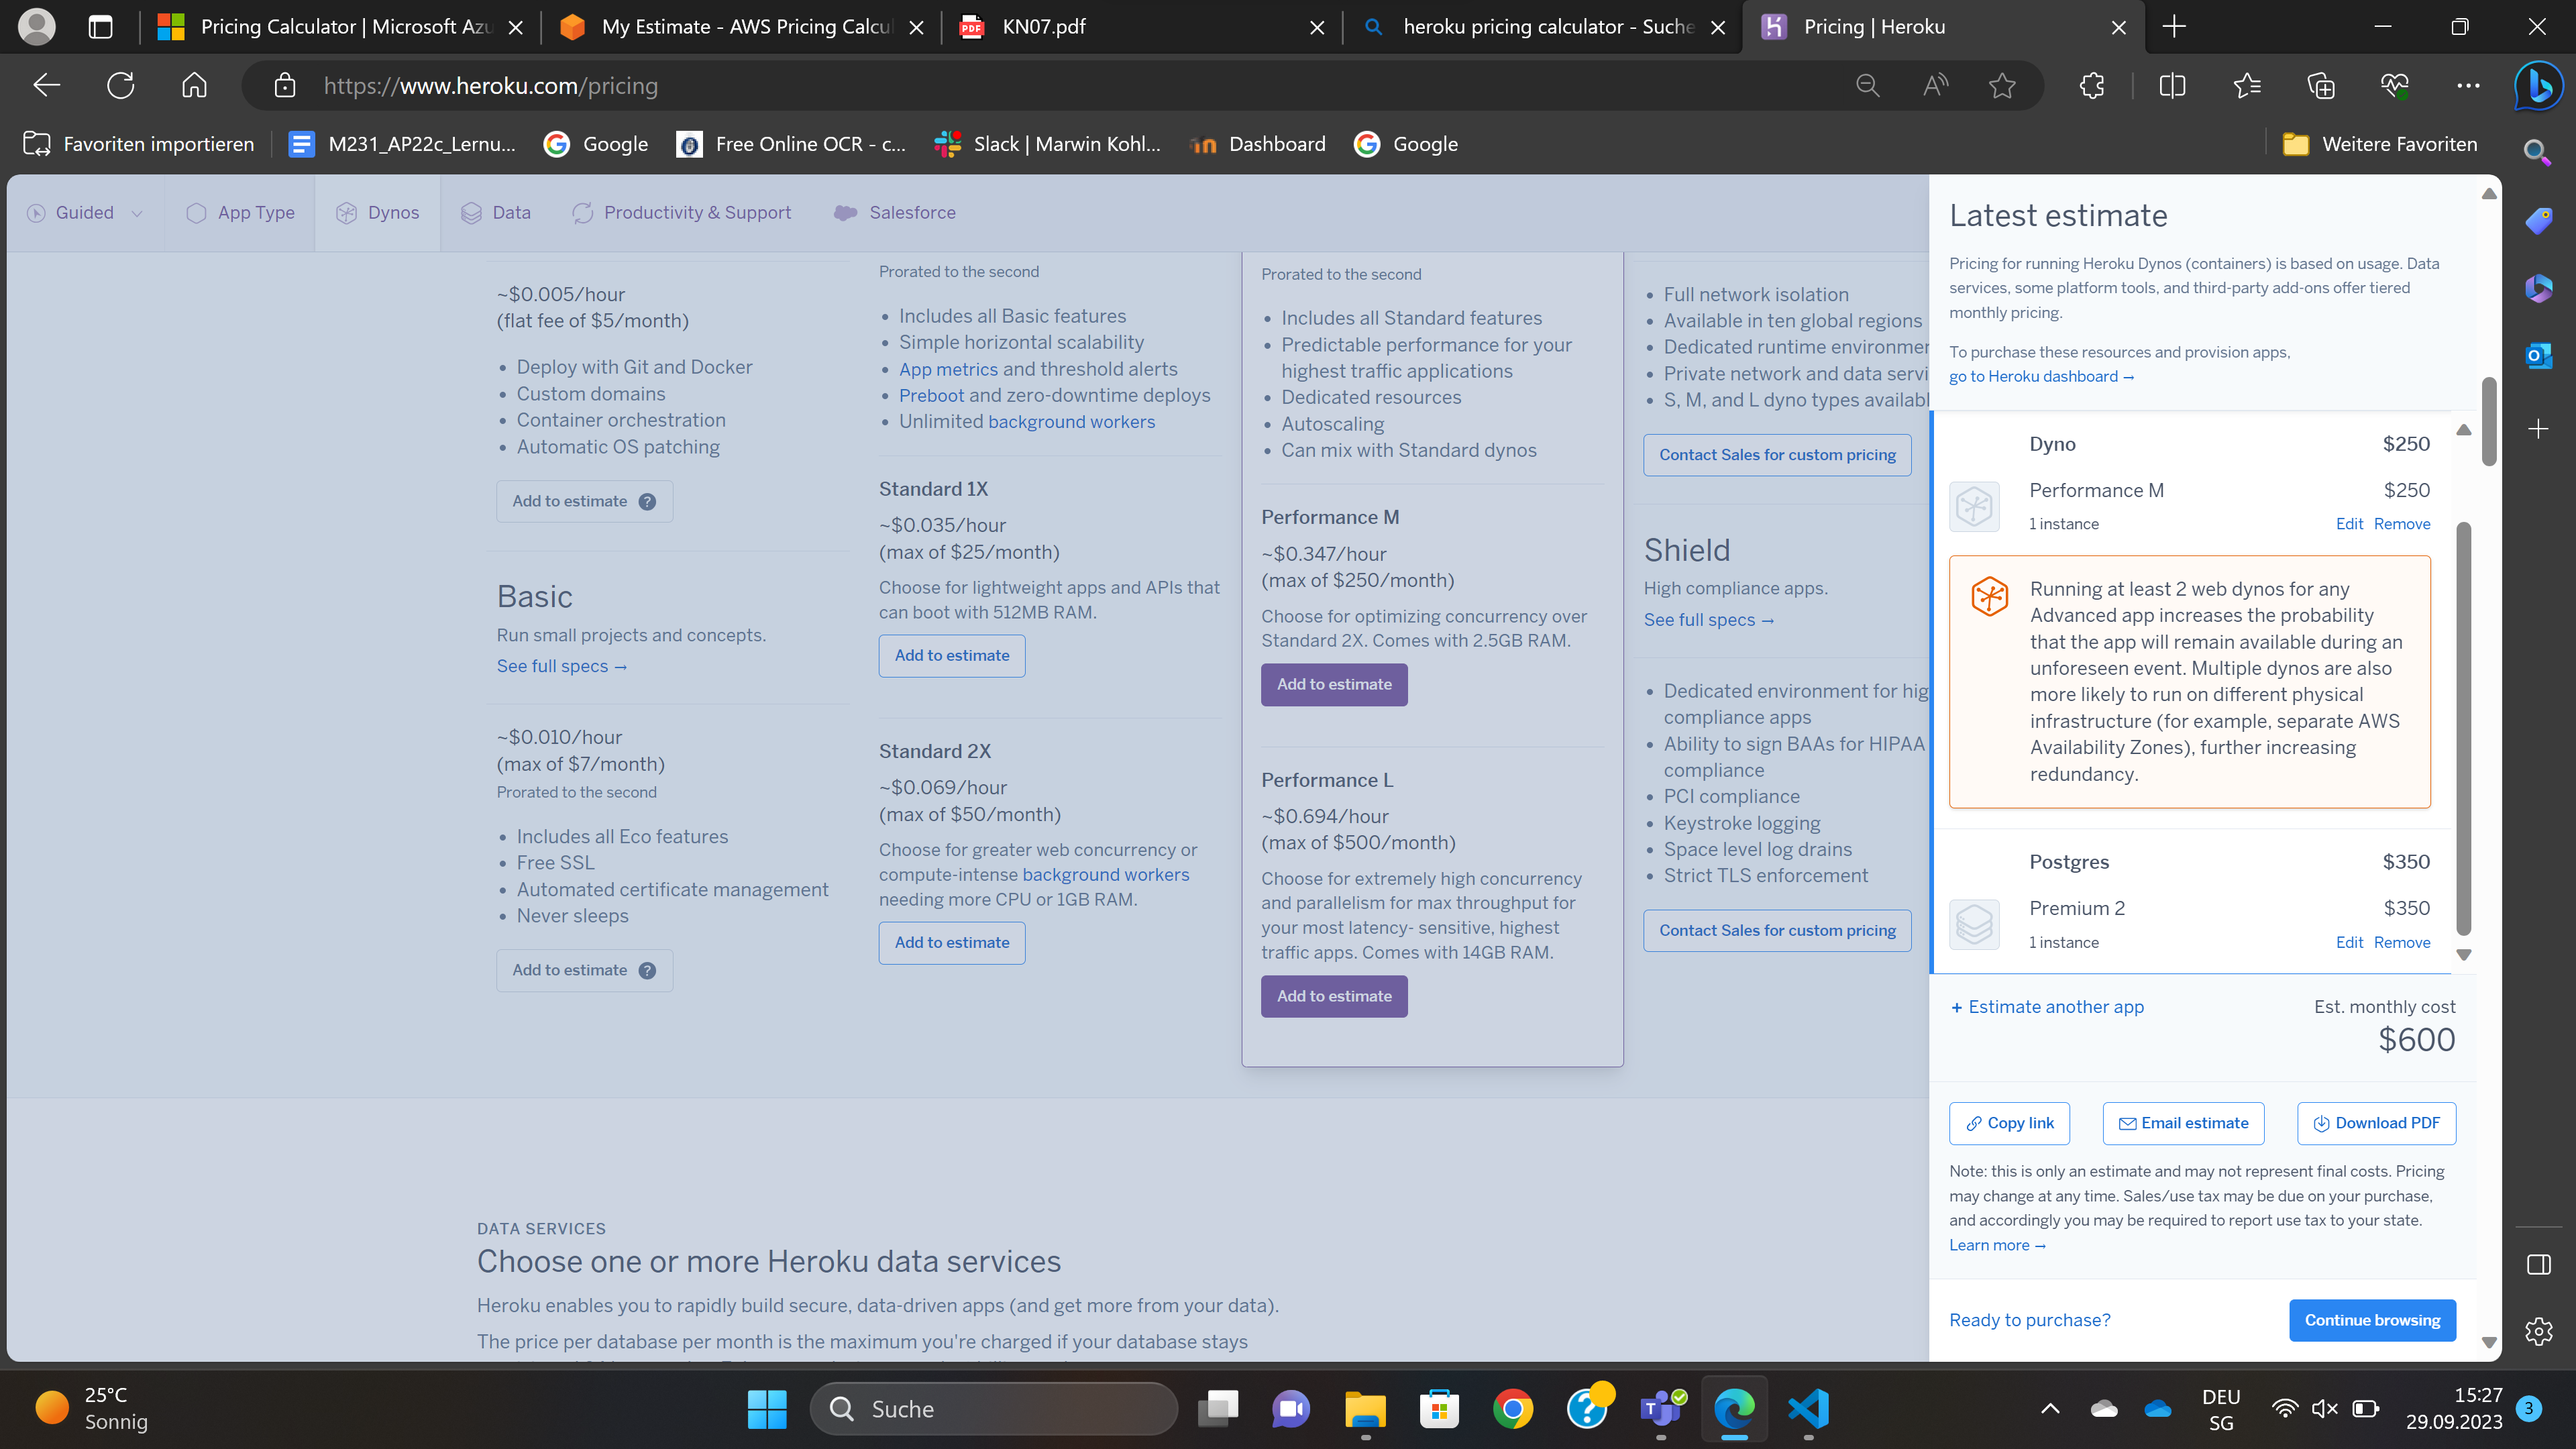 Pricing Calculator | Microsoft Azu
My Estimate - AWS Pricing Calcul
KN07.pdf
heroku pricing calculator - Suche
Pricing | Heroku
https://www.heroku.com/pricing
Favoriten importieren
M231_AP22c_Lernu...
Google
Free Online OCR - c...
Slack | Marwin Kohl...
Dashboard
Google
Weitere Favoriten
Guided
App Type
Dynos
Data
Productivity & Support
Salesforce
~$0.005/hour
(flat fee of $5/month)
• Deploy with Git and Docker
• Custom domains
• Container orchestration
• Automatic OS patching
Add to estimate ?
Basic
Run small projects and concepts.
See full specs →
~$0.010/hour
(max of $7/month)
Prorated to the second
• Includes all Eco features
• Free SSL
• Automated certificate management
• Never sleeps
Add to estimate ?
Prorated to the second
• Includes all Basic features
• Simple horizontal scalability
• App metrics and threshold alerts
• Preboot and zero-downtime deploys
• Unlimited background workers
Standard 1X
~$0.035/hour
(max of $25/month)
Choose for lightweight apps and APIs that
can boot with 512MB RAM.
Add to estimate
Standard 2X
~$0.069/hour
(max of $50/month)
Choose for greater web concurrency or
compute-intense background workers
needing more CPU or 1GB RAM.
Add to estimate
Prorated to the second
• Includes all Standard features
• Predictable performance for your
highest traffic applications
• Dedicated resources
• Autoscaling
• Can mix with Standard dynos
Performance M
~$0.347/hour
(max of $250/month)
Choose for optimizing concurrency over
Standard 2X. Comes with 2.5GB RAM.
Add to estimate
Performance L
~$0.694/hour
(max of $500/month)
Choose for extremely high concurrency
and parallelism for max throughput for
your most latency- sensitive, highest
traffic apps. Comes with 14GB RAM.
Add to estimate
• Full network isolation
• Available in ten global regions
• Dedicated runtime environmer
• Private network and data servi
• S, M, and L dyno types availabl
Contact Sales for custom pricing
Shield
High compliance apps.
See full specs →
• Dedicated environment for hig
compliance apps
• Ability to sign BAAs for HIPAA
compliance
• PCI compliance
• Keystroke logging
• Space level log drains
• Strict TLS enforcement
Contact Sales for custom pricing
DATA SERVICES
Choose one or more Heroku data services
Heroku enables you to rapidly build secure, data-driven apps (and get more from your data).
The price per database per month is the maximum you're charged if your database stays
Latest estimate
Pricing for running Heroku Dynos (containers) is based on usage. Data
services, some platform tools, and third-party add-ons offer tiered
monthly pricing.
To purchase these resources and provision apps,
go to Heroku dashboard →
Dyno $250
Performance M $250
1 instance Edit Remove
Running at least 2 web dynos for any
Advanced app increases the probability
that the app will remain available during an
unforeseen event. Multiple dynos are also
more likely to run on different physical
infrastructure (for example, separate AWS
Availability Zones), further increasing
redundancy.
Postgres $350
Premium 2 $350
1 instance Edit Remove
+ Estimate another app
Est. monthly cost
$600
Copy link
Email estimate
Download PDF
Note: this is only an estimate and may not represent final costs. Pricing
may change at any time. Sales/use tax may be due on your purchase,
and accordingly you may be required to report use tax to your state.
Learn more →
Ready to purchase?
Continue browsing
25°C
Sonnig
Suche
DEU
SG
15:27
29.09.2023
3